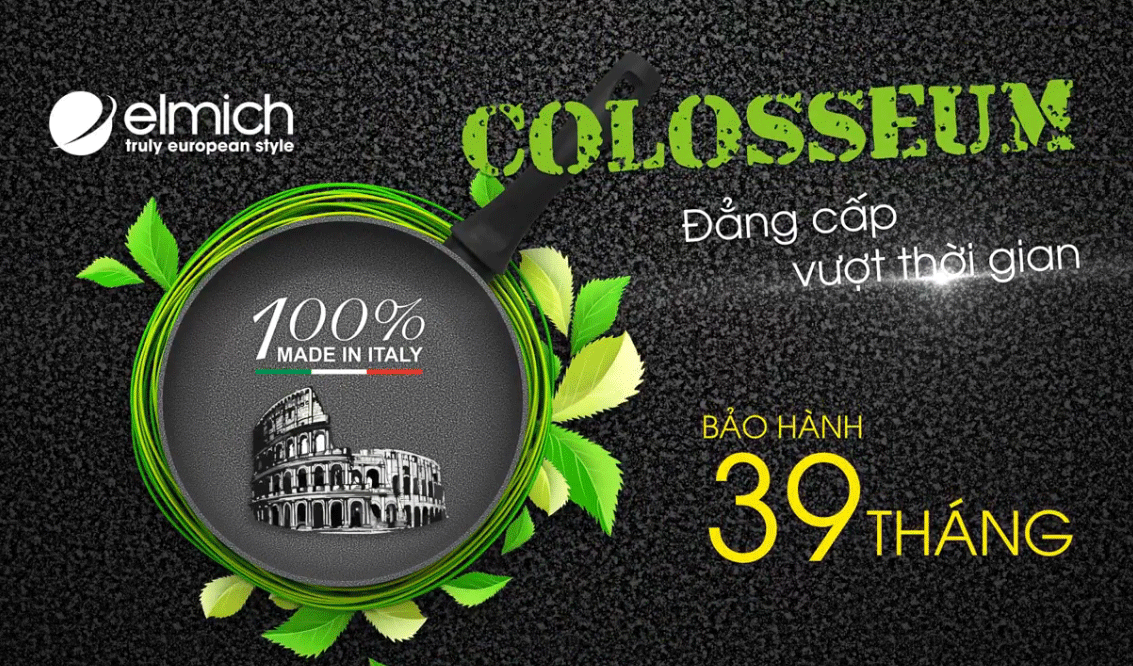 elmich
truly european style
COLOSSEUM
Đẳng cấp
vượt thời gian
100%
MADE IN ITALY
BẢO HÀNH
39 THÁNG